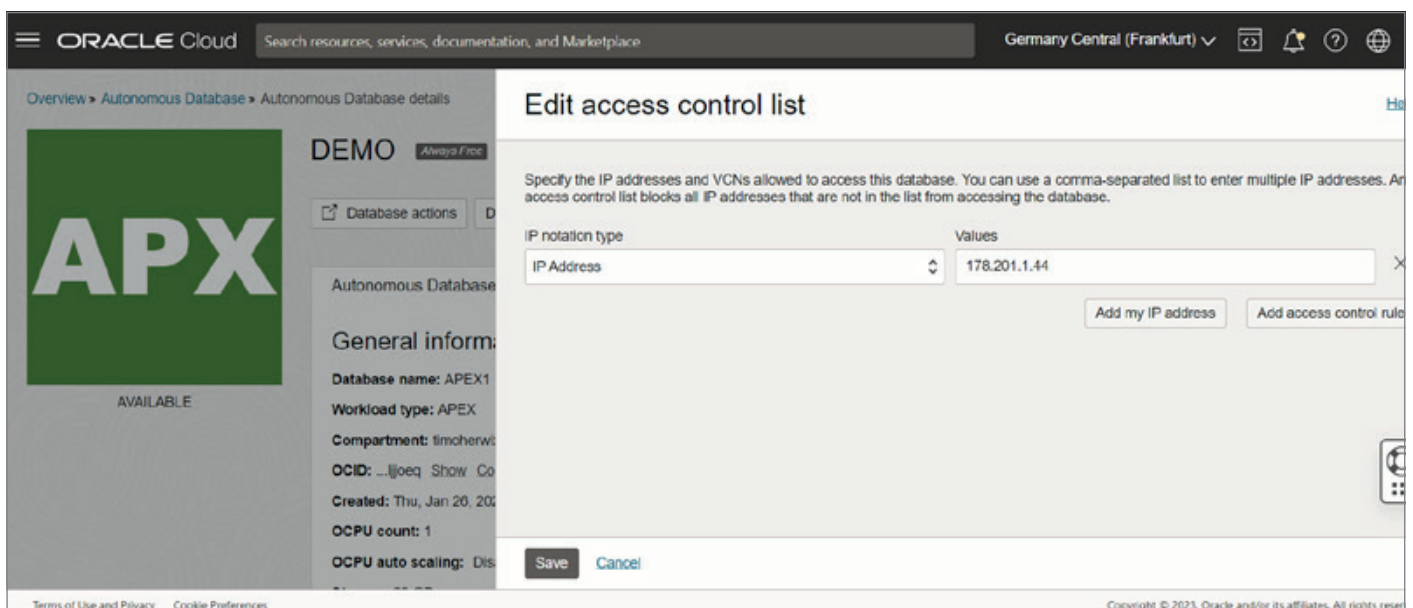 ORACLE Cloud
Search resources, services, documentation, and Marketplace
Germany Central (Frankfurt)
Overview » Autonomous Database » Autonomous Database details
APX
AVAILABLE
DEMO Always Free
Database actions D
Autonomous Database
General informa
Database name: APEX1
Workload type: APEX
Compartment: timoherwi
OCID: ...ljjoeq Show Co
Created: Thu, Jan 26, 202
OCPU count: 1
OCPU auto scaling: Dis
Edit access control list
He
Specify the IP addresses and VCNs allowed to access this database. You can use a comma-separated list to enter multiple IP addresses. An
access control list blocks all IP addresses that are not in the list from accessing the database.
IP notation type
Values
IP Address
178.201.1.44
Add my IP address
Add access control rule
Save
Cancel
Terms of Use and Privacy Cookie Preferences
Copyright © 2023, Oracle and/or its affiliates. All rights reser